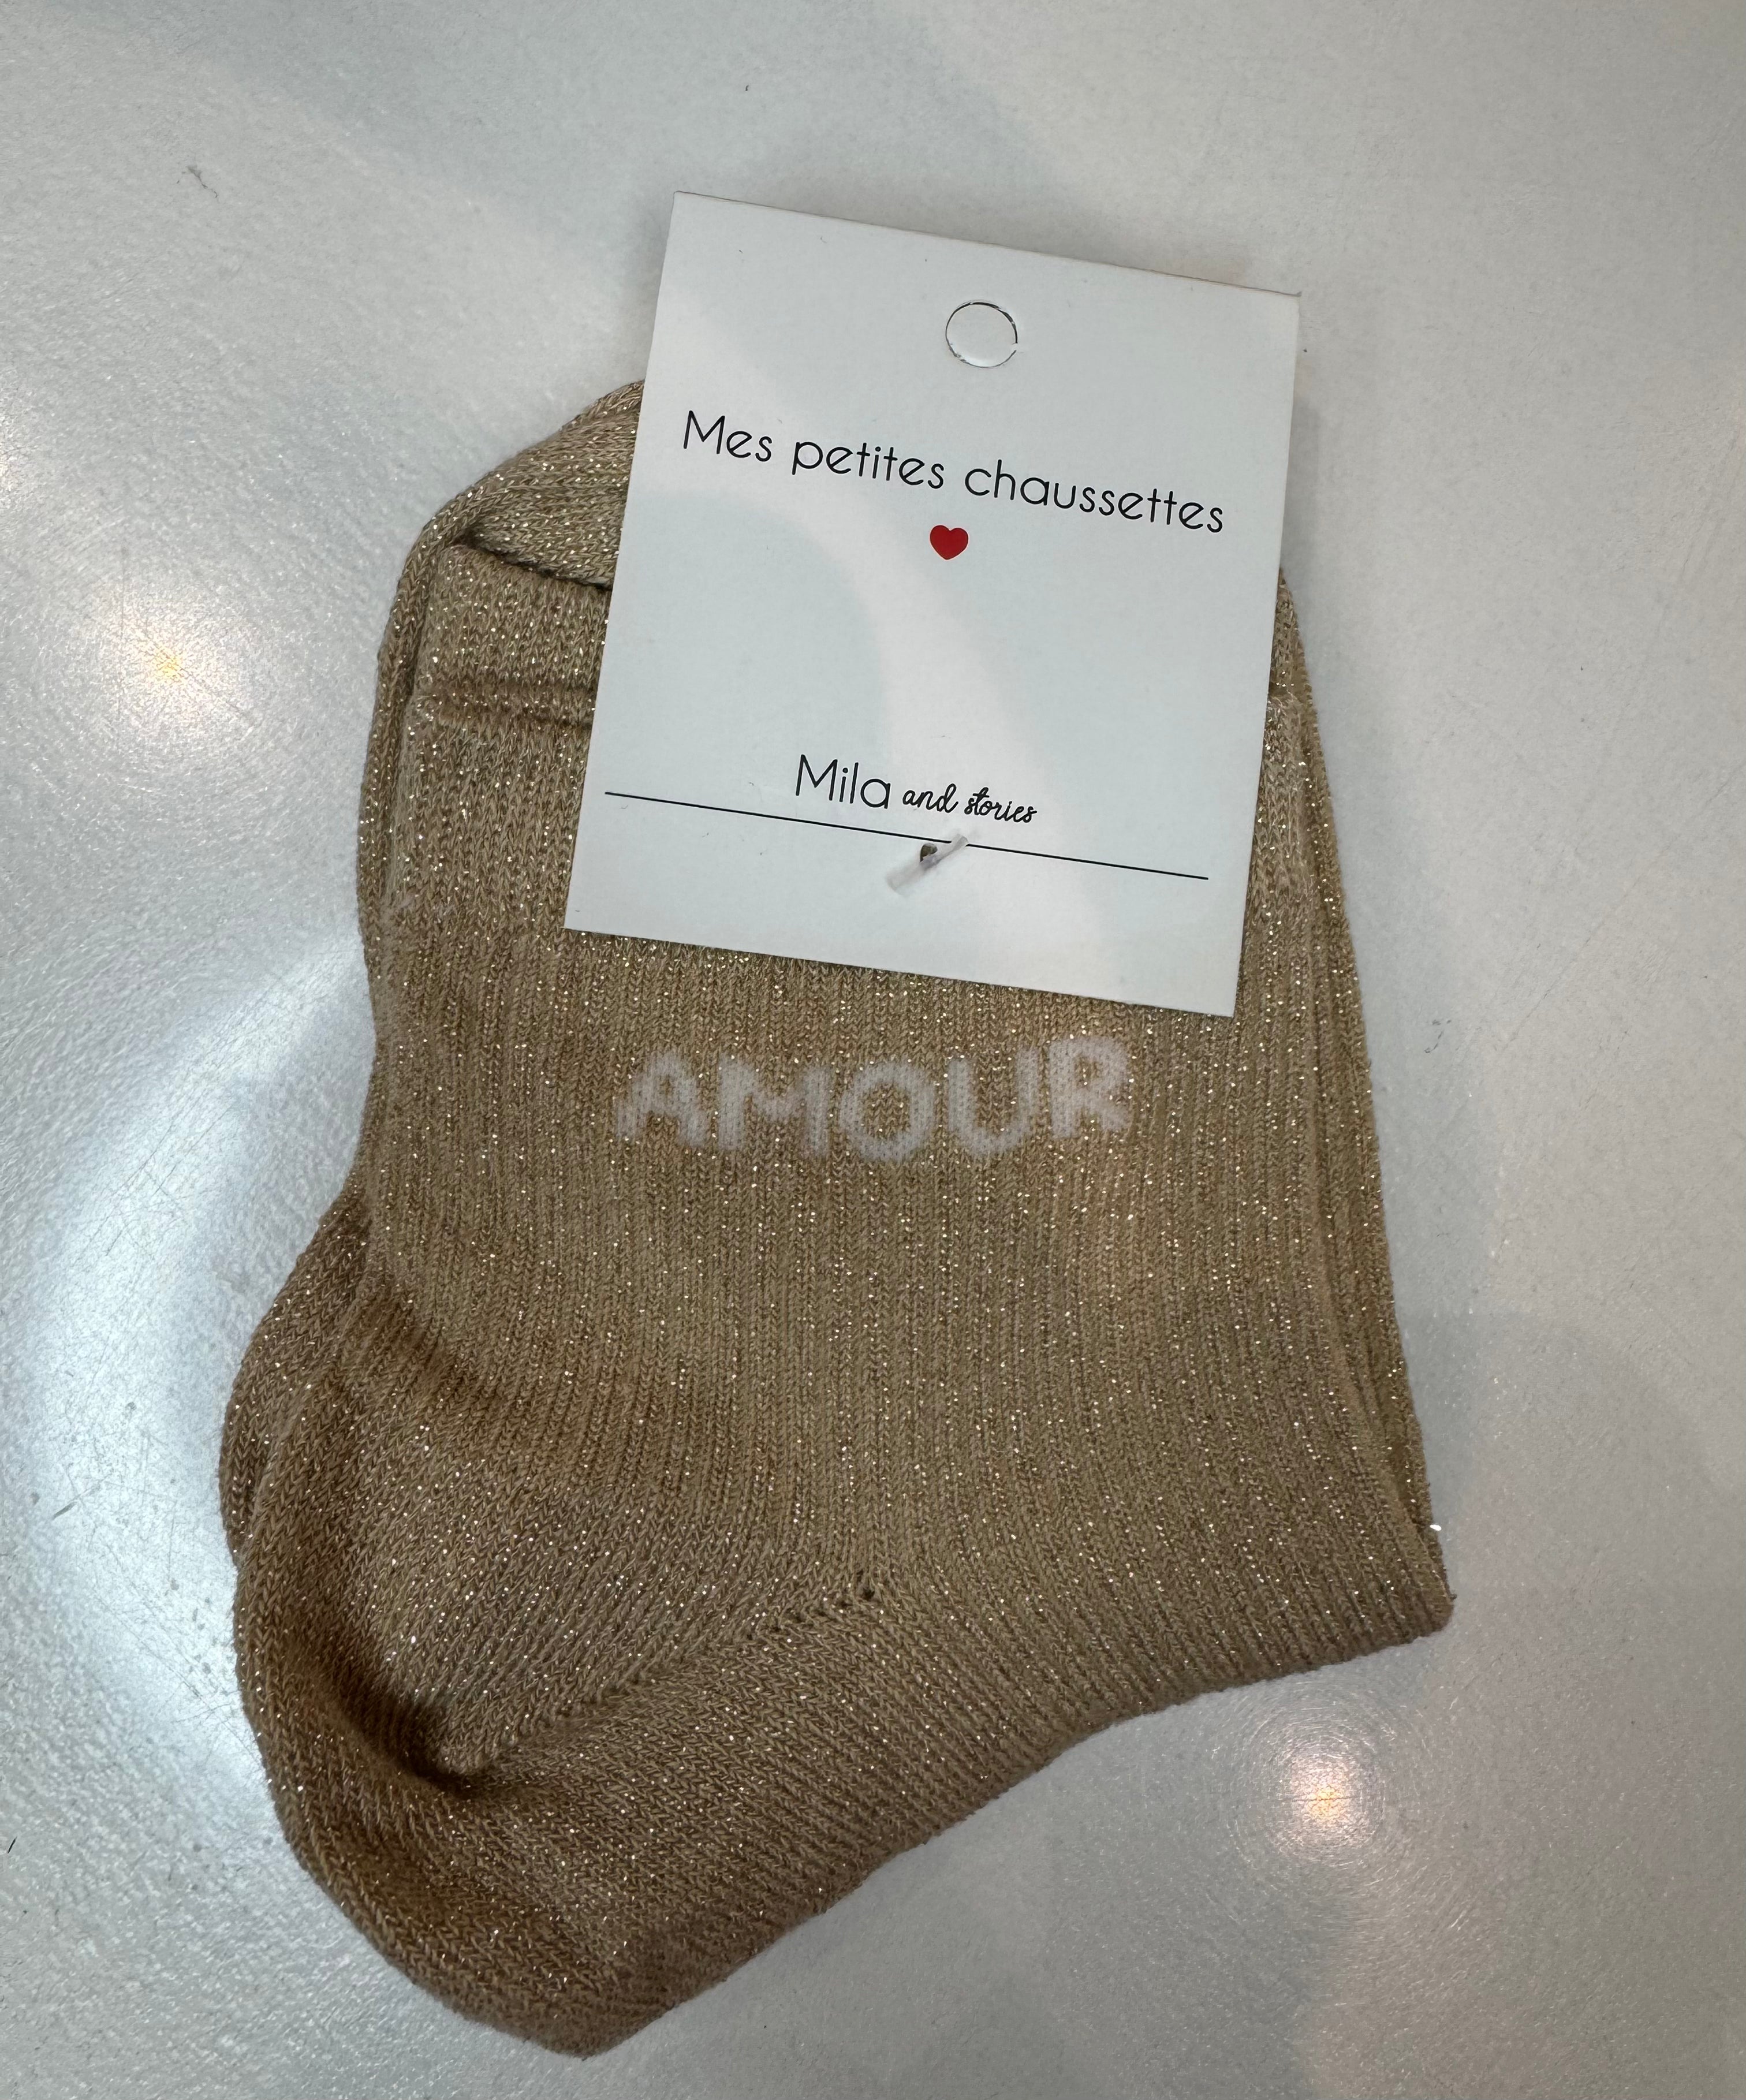 Mes petites chaussettes
Mila and stories
AMOUR